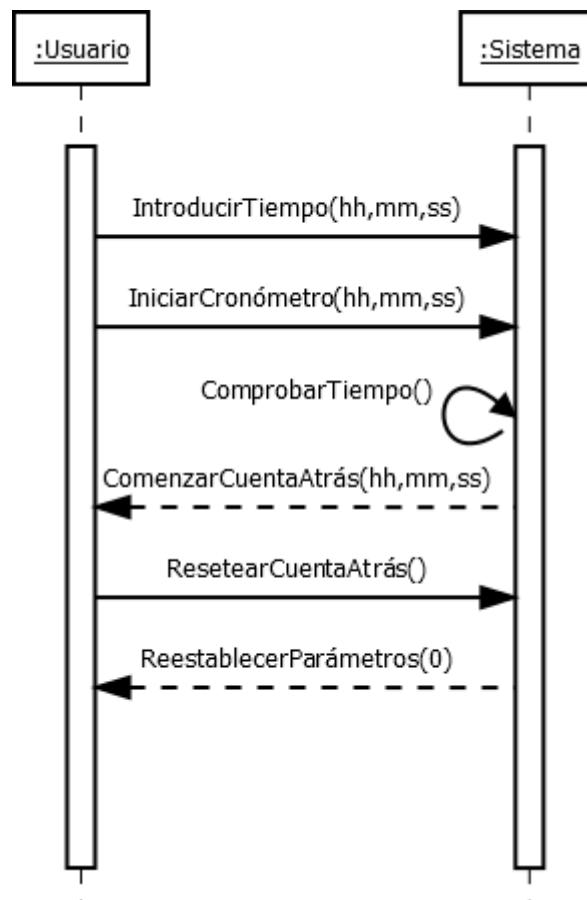 :Usuario
:Sistema
IntroducirTiempo(hh,mm,ss)
IniciarCronómetro(hh,mm,ss)
ComprobarTiempo()
ComenzarCuentaAtrás(hh,mm,ss)
ResetearCuentaAtrás()
ReestablecerParámetros(0)